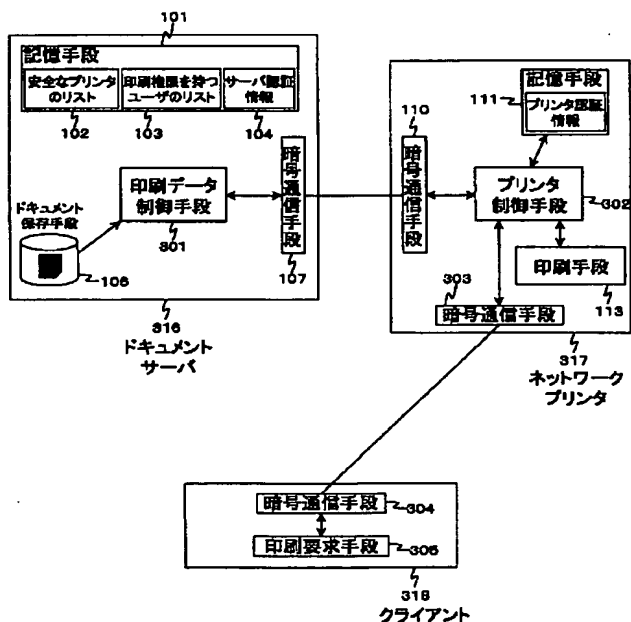 101
記憶手段
安全なプリンタ
のリスト
印刷権限を持つ
ユーザのリスト
サーバ認証
情報
102
103
104
印刷データ
制御手段
301
ドキュメント
保存手段
106
暗号通信手段
107
316
ドキュメント
サーバ
110
暗号通信手段
記憶手段
111
プリンタ認証
情報
プリンタ
制御手段
302
印刷手段
113
303
暗号通信手段
317
ネットワーク
プリンタ
暗号通信手段
304
印刷要求手段
305
318
クライアント